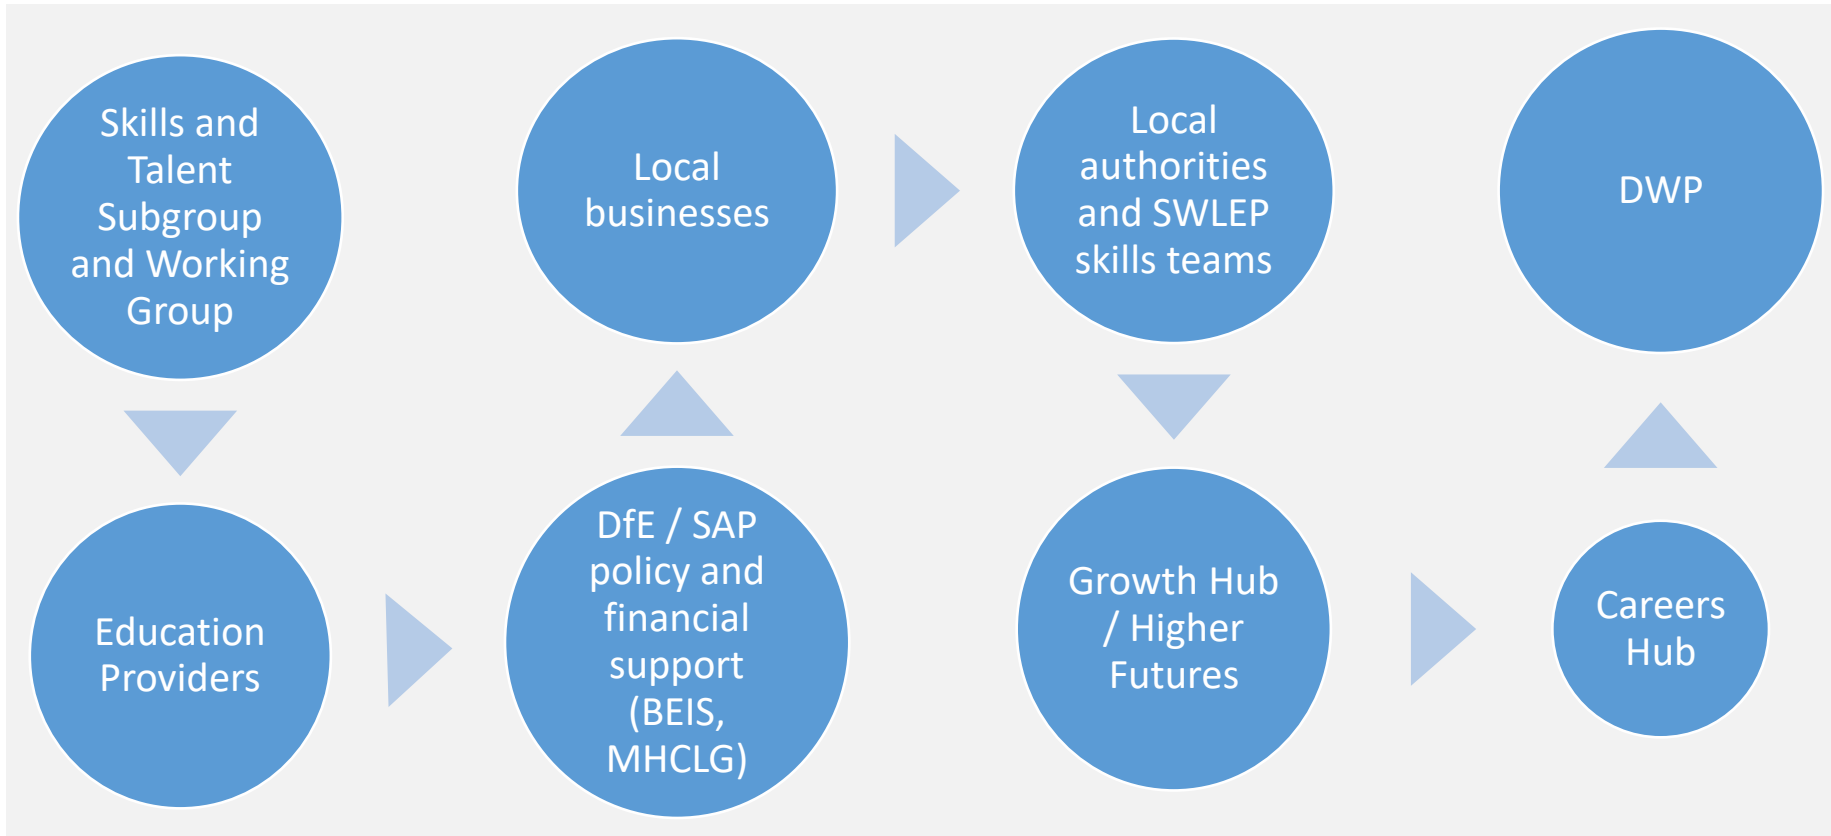 Skills and
Talent
Subgroup
and Working
Group
Education
Providers
DfE / SAP
policy and
financial
support
(BEIS,
MHCLG)
Local
businesses
Local
authorities
and SWLEP
skills teams
Growth Hub
/ Higher
Futures
Careers
Hub
DWP